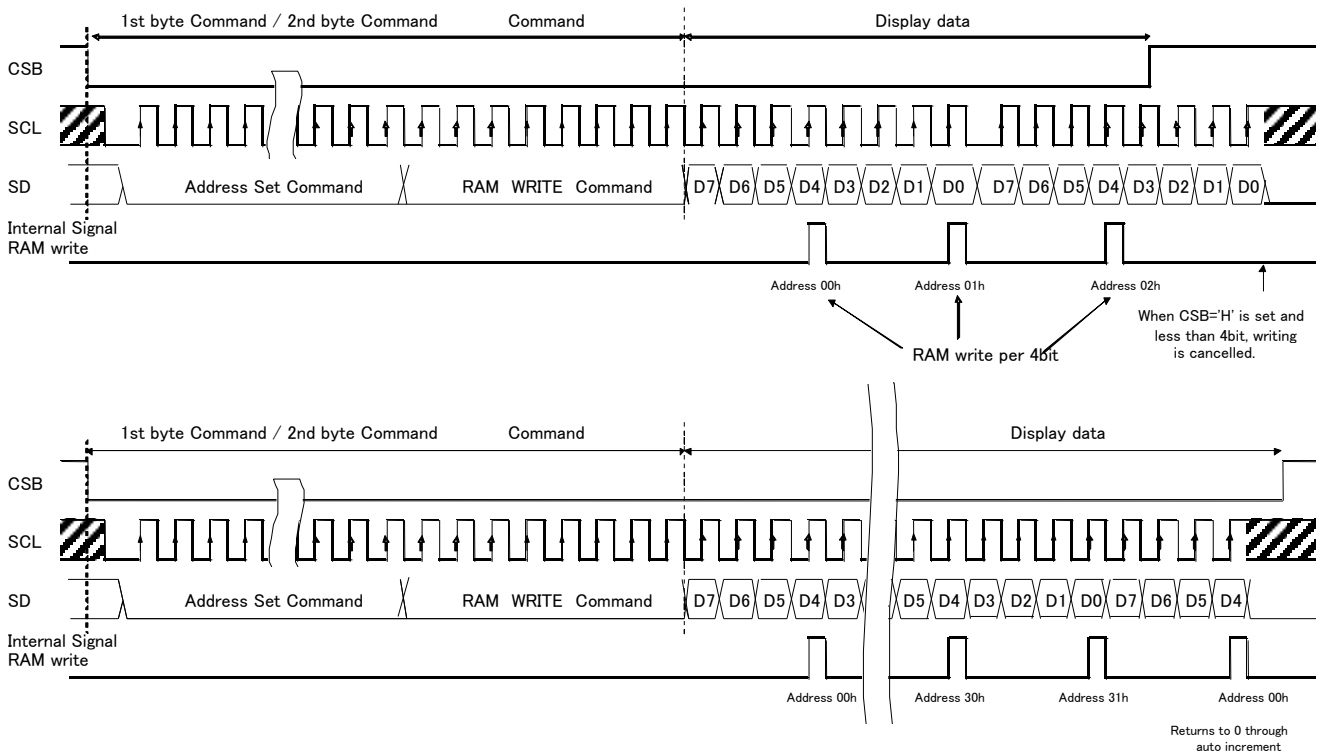 1st byte Command / 2nd byte Command Command Display data
CSB
SCL
SD Address Set Command RAM WRITE Command D7 D6 D5 D4 D3 D2 D1 D0 D7 D6 D5 D4 D3 D2 D1 D0
Internal Signal
RAM write
Address 00h Address 01h Address 02h
When CSB='H' is set and
less than 4bit, writing
is cancelled.
RAM write per 4bit
1st byte Command / 2nd byte Command Command Display data
CSB
SCL
SD Address Set Command RAM WRITE Command D7 D6 D5 D4 D3 D5 D4 D3 D2 D1 D0 D7 D6 D5 D4
Internal Signal
RAM write
Address 00h Address 30h Address 31h Address 00h
Returns to 0 through
auto increment